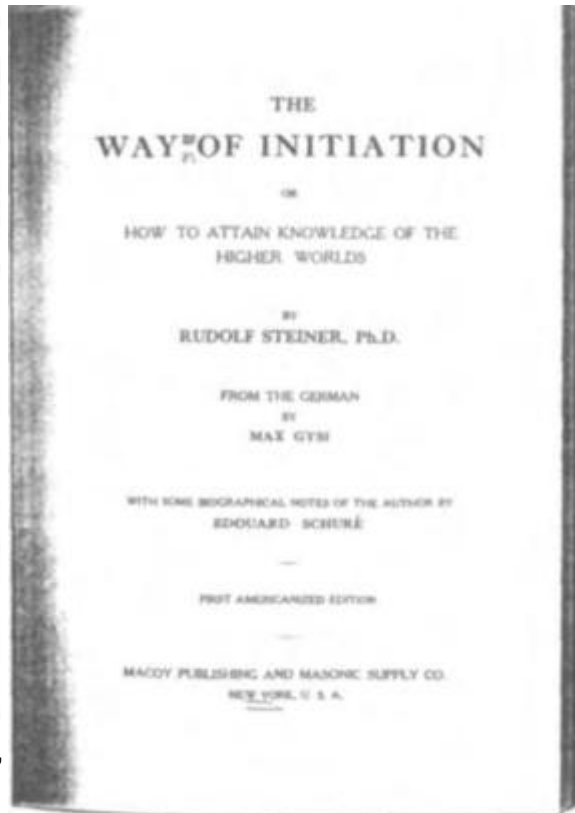 THE
WAY OF INITIATION
OR
HOW TO ATTAIN KNOWLEDGE OF THE
HIGHER WORLDS
BY
RUDOLF STEINER, Ph.D.
FROM THE GERMAN
BY
MAX GYSI
WITH SOME BIOGRAPHICAL NOTES OF THE AUTHOR BY
EDOUARD SCHURÉ
FIRST AMERICANIZED EDITION
MACOY PUBLISHING AND MASONIC SUPPLY CO.
NEW YORK, U. S. A.